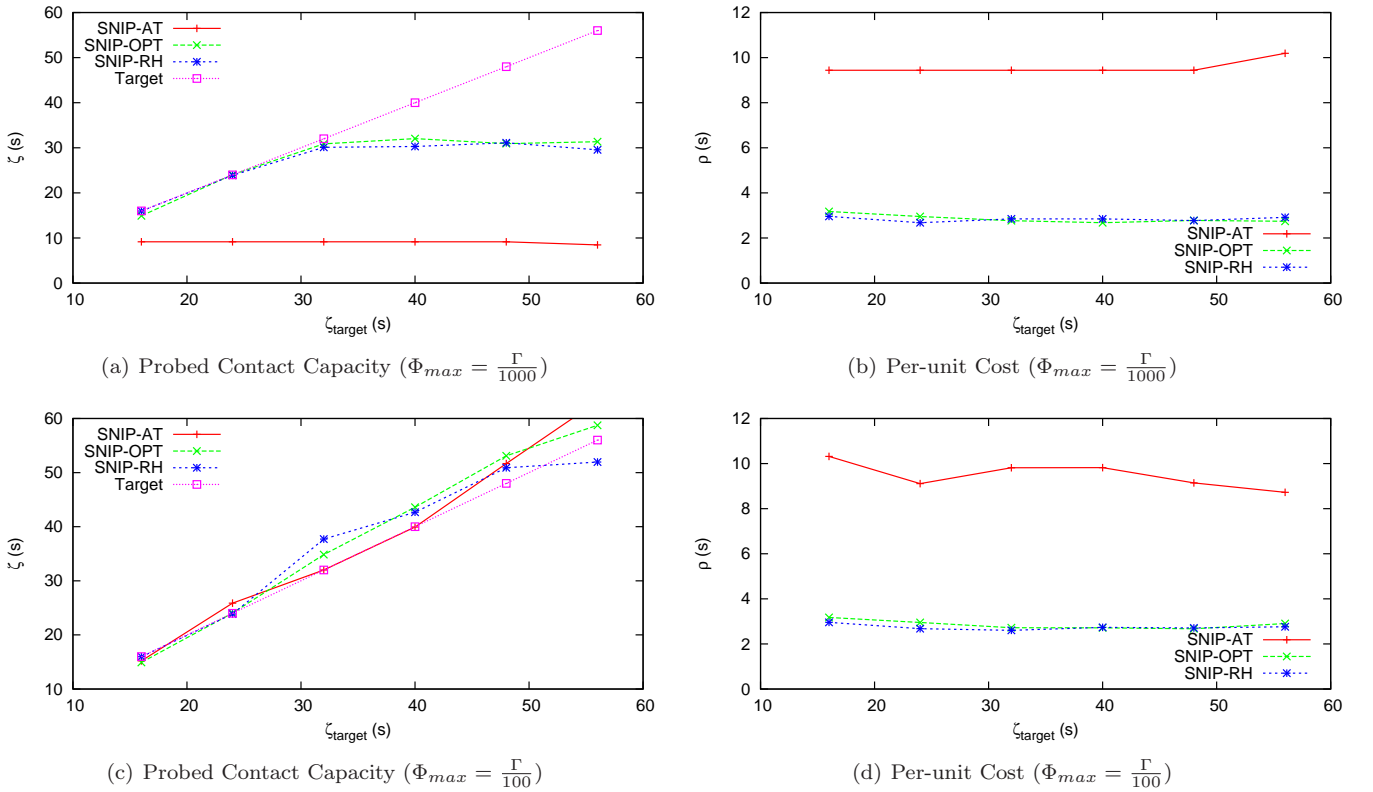 60
50
40
30
20
10
0
10 20 30 40 50 60
ζ (s)
ζtarget (s)
SNIP-AT
SNIP-OPT
SNIP-RH
Target
(a) Probed Contact Capacity (Φmax = Γ/1000)
12
10
8
6
4
2
0
10 20 30 40 50 60
ρ (s)
ζtarget (s)
SNIP-AT
SNIP-OPT
SNIP-RH
(b) Per-unit Cost (Φmax = Γ/1000)
60
50
40
30
20
10
10 20 30 40 50 60
ζ (s)
ζtarget (s)
SNIP-AT
SNIP-OPT
SNIP-RH
Target
(c) Probed Contact Capacity (Φmax = Γ/100)
12
10
8
6
4
2
0
10 20 30 40 50 60
ρ (s)
ζtarget (s)
SNIP-AT
SNIP-OPT
SNIP-RH
(d) Per-unit Cost (Φmax = Γ/100)